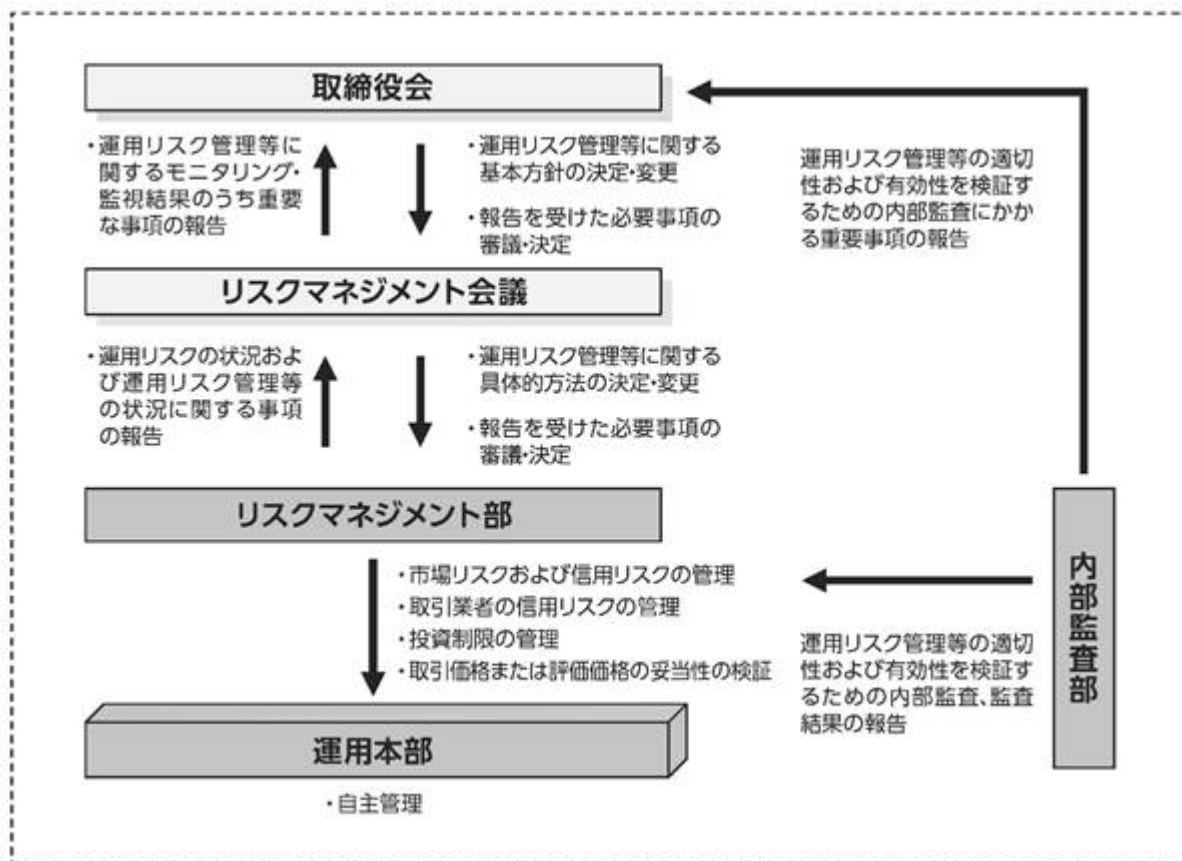 取締役会
・運用リスク管理等に
関するモニタリング・
監視結果のうち重要
な事項の報告
・運用リスク管理等に関する
基本方針の決定・変更
・報告を受けた必要事項の
審議・決定
運用リスク管理等の適切
性および有効性を検証す
るための内部監査にかか
る重要事項の報告
リスクマネジメント会議
・運用リスクの状況およ
び運用リスク管理等
の状況に関する事項
の報告
・運用リスク管理等に関する
具体的方法の決定・変更
・報告を受けた必要事項の
審議・決定
リスクマネジメント部
・市場リスクおよび信用リスクの管理
・取引業者の信用リスクの管理
・投資制限の管理
・取引価格または評価価格の妥当性の検証
内部監査部
運用リスク管理等の適切
性および有効性を検証す
るための内部監査、監査
結果の報告
運用本部
・自主管理